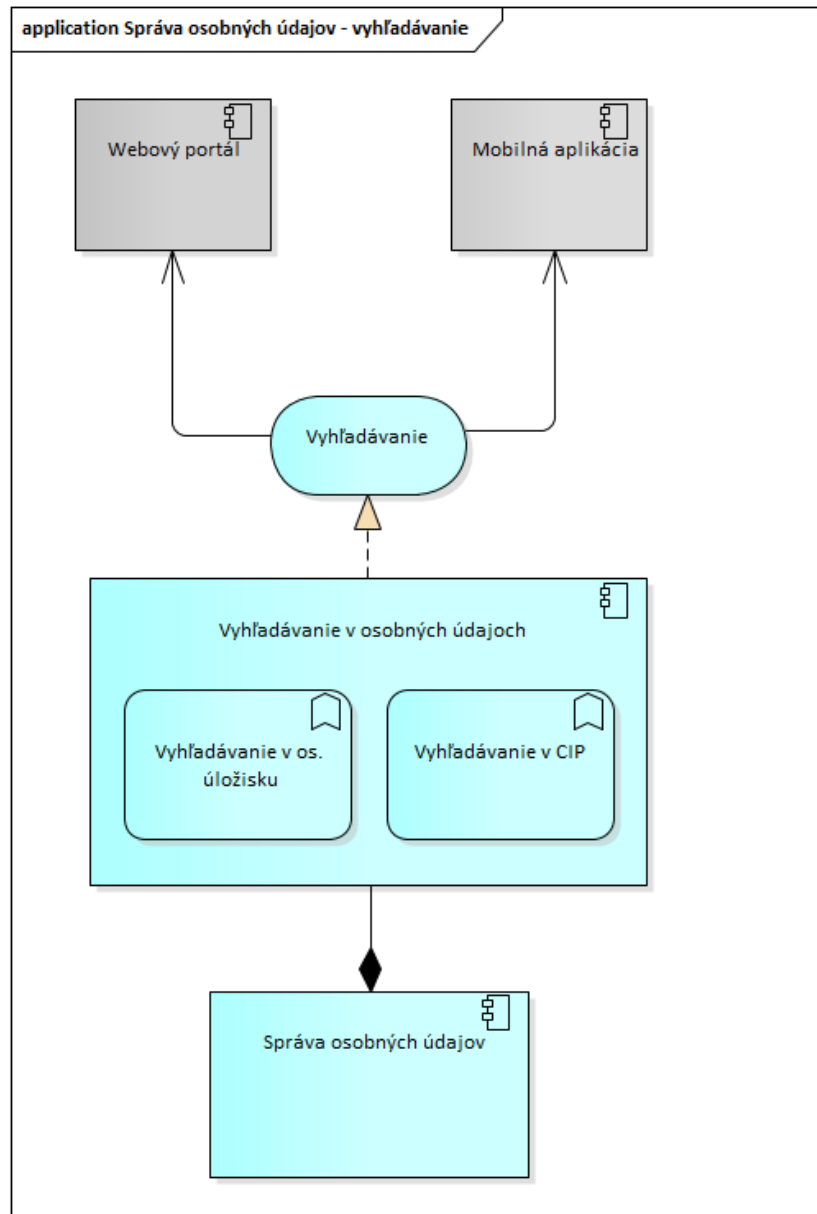 application Správa osobných údajov - vyhľadávanie
Webový portál
Mobilná aplikácia
Vyhľadávanie
Vyhľadávanie v osobných údajoch
Vyhľadávanie v os.
úložisku
Vyhľadávanie v CIP
Správa osobných údajov